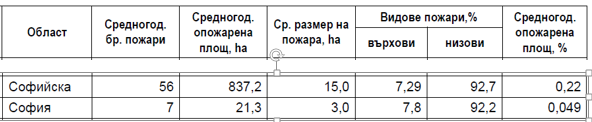 Област Средногод. бр. пожари Средногод. опожарена площ, ha Ср. размер на пожара, ha Видове пожари,% Средногод. опожарена площ, %
върхови низови
Софийска 56 837,2 15,0 7,29 92,7 0,22
София 7 21,3 3,0 7,8 92,2 0,049